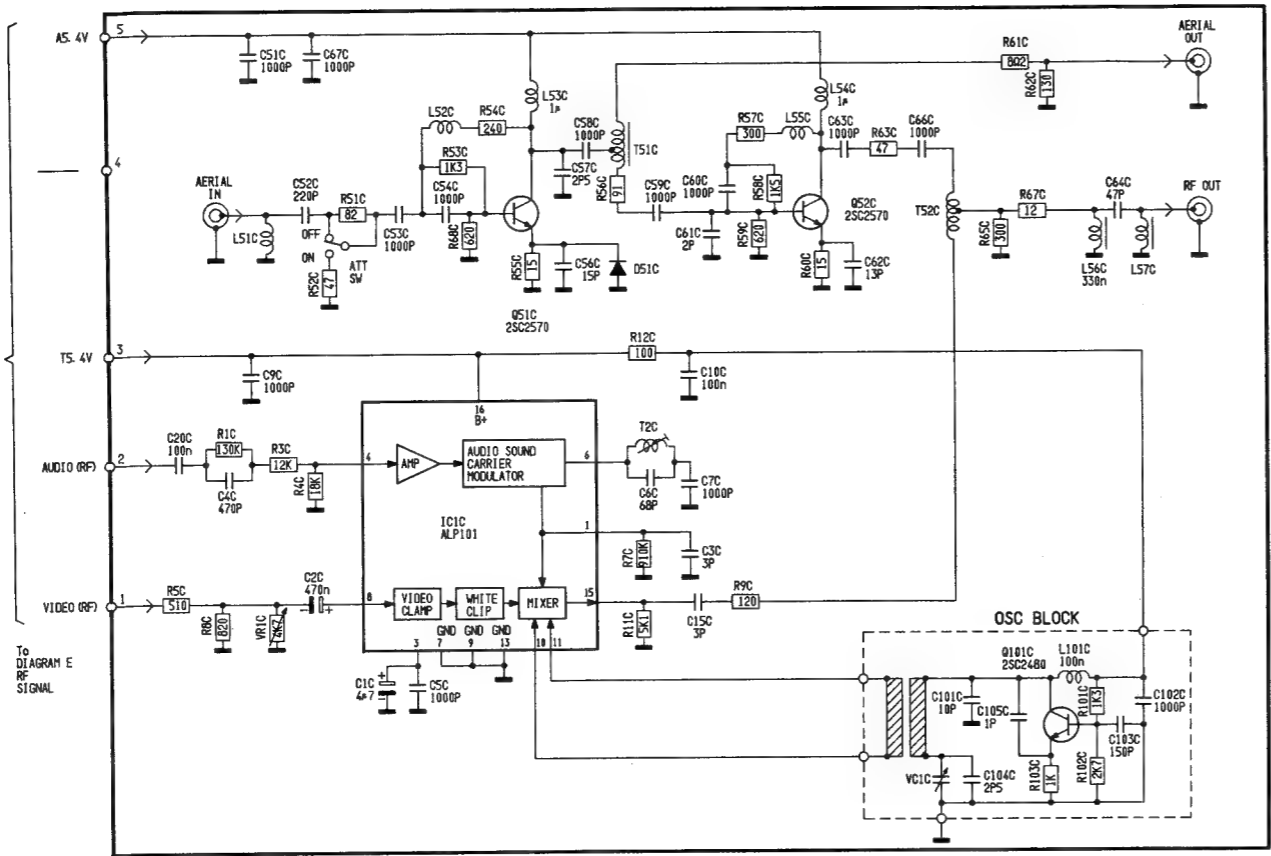 AS. 4V
5
C51C
1000P
C67C
1000P
L53C
1µ
L54C
1µ
R61C
8Ω2
R62C
130
AERIAL
OUT
L52C
R54C
240
R53C
1K3
C54C
1000P
C58C
1000P
C57C
2P5
T51C
R56C
91
C59C
1000P
R57C
300
L55C
C60C
1000P
R58C
1K5
C63C
1000P
R63C
47
C66C
1000P
4
AERIAL
IN
L51C
C52C
220P
R51C
82
OFF
ON
ATT
SW
R52C
47
C53C
1000P
R68C
620
R55C
15
C56C
15P
D51C
Q51C
2SC2570
C61C
2P
R59C
620
Q52C
2SC2570
R60C
15
C62C
13P
T52C
R65C
300
R67C
12
C64C
47P
RF OUT
L56C
330n
L57C
T5. 4V
3
C9C
1000P
R12C
100
C10C
100n
16
B+
AUDIO (RF)
2
C20C
100n
R1C
130K
C4C
470P
R3C
12K
R4C
18K
4
AMP
AUDIO SOUND
CARRIER
MODULATOR
6
T2C
C6C
68P
C7C
1000P
IC1C
ALP101
1
R7C
910K
C3C
3P
VIDEO (RF)
1
R5C
510
R8C
820
VR1C
4K7
C2C
470n
- +
8
VIDEO
CLAMP
WHITE
CLIP
MIXER
15
GND GND GND
3 7 9 13 10 11
R11C
5K1
C15C
3P
R9C
120
+
C1C
4µ7
C5C
1000P
To
DIAGRAM E
RF
SIGNAL
OSC BLOCK
Q101C
2SC2480
L101C
100n
C101C
10P
C105C
1P
R101C
1K3
C102C
1000P
C103C
150P
VC1C
C104C
2P5
R103C
1K
R102C
2K7